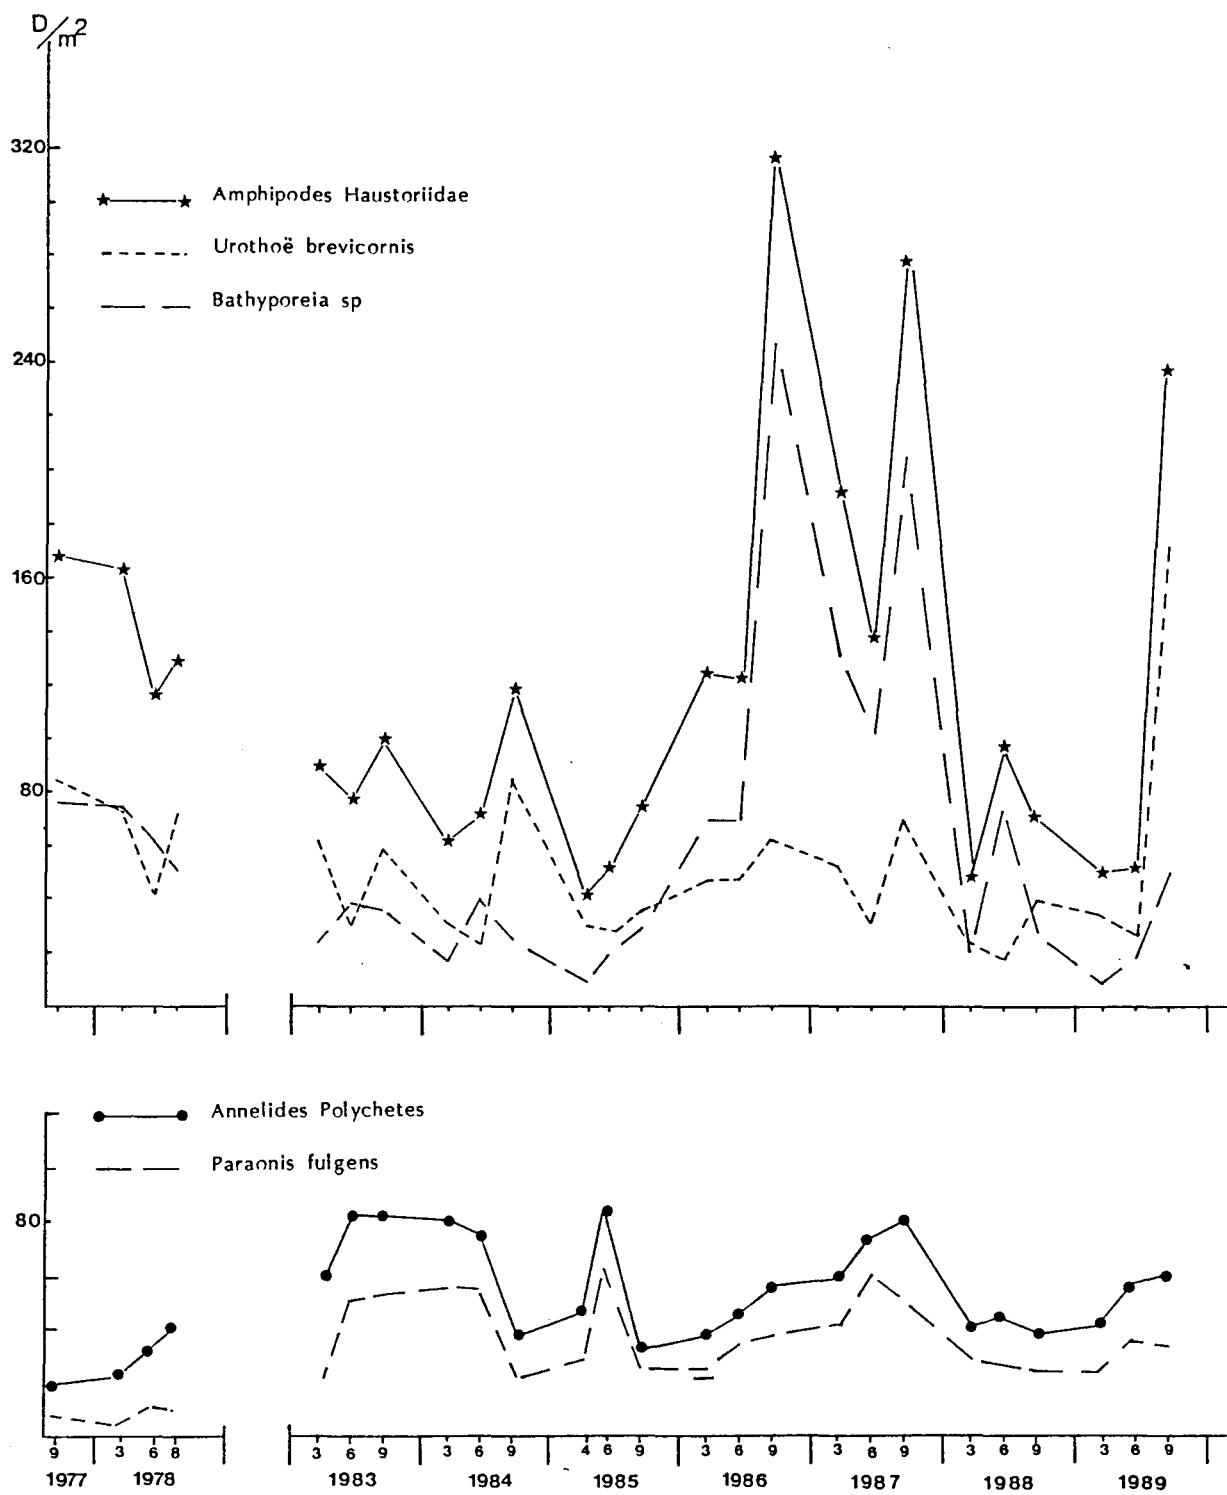 D/m²
320
Amphipodes Haustoriidae
Urothoë brevicornis
Bathyporeia sp
240
160
80
Annelides Polychetes
Paraonis fulgens
80
9 3 6 8 3 6 9 3 6 9 4 6 9 3 6 9 3 6 9 3 6 9 3 6 9
1977 1978 1983 1984 1985 1986 1987 1988 1989